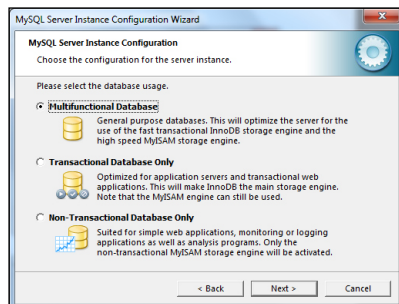 MySQL Server Instance Configuration Wizard
MySQL Server Instance Configuration
Choose the configuration for the server instance.
Please select the database usage.
Multifunctional Database
General purpose databases. This will optimize the server for the
use of the fast transactional InnoDB storage engine and the
high speed MyISAM storage engine.
Transactional Database Only
Optimized for application servers and transactional web
applications. This will make InnoDB the main storage engine.
Note that the MyISAM engine can still be used.
Non-Transactional Database Only
Suited for simple web applications, monitoring or logging
applications as well as analysis programs. Only the
non-transactional MyISAM storage engine will be activated.
< Back Next > Cancel